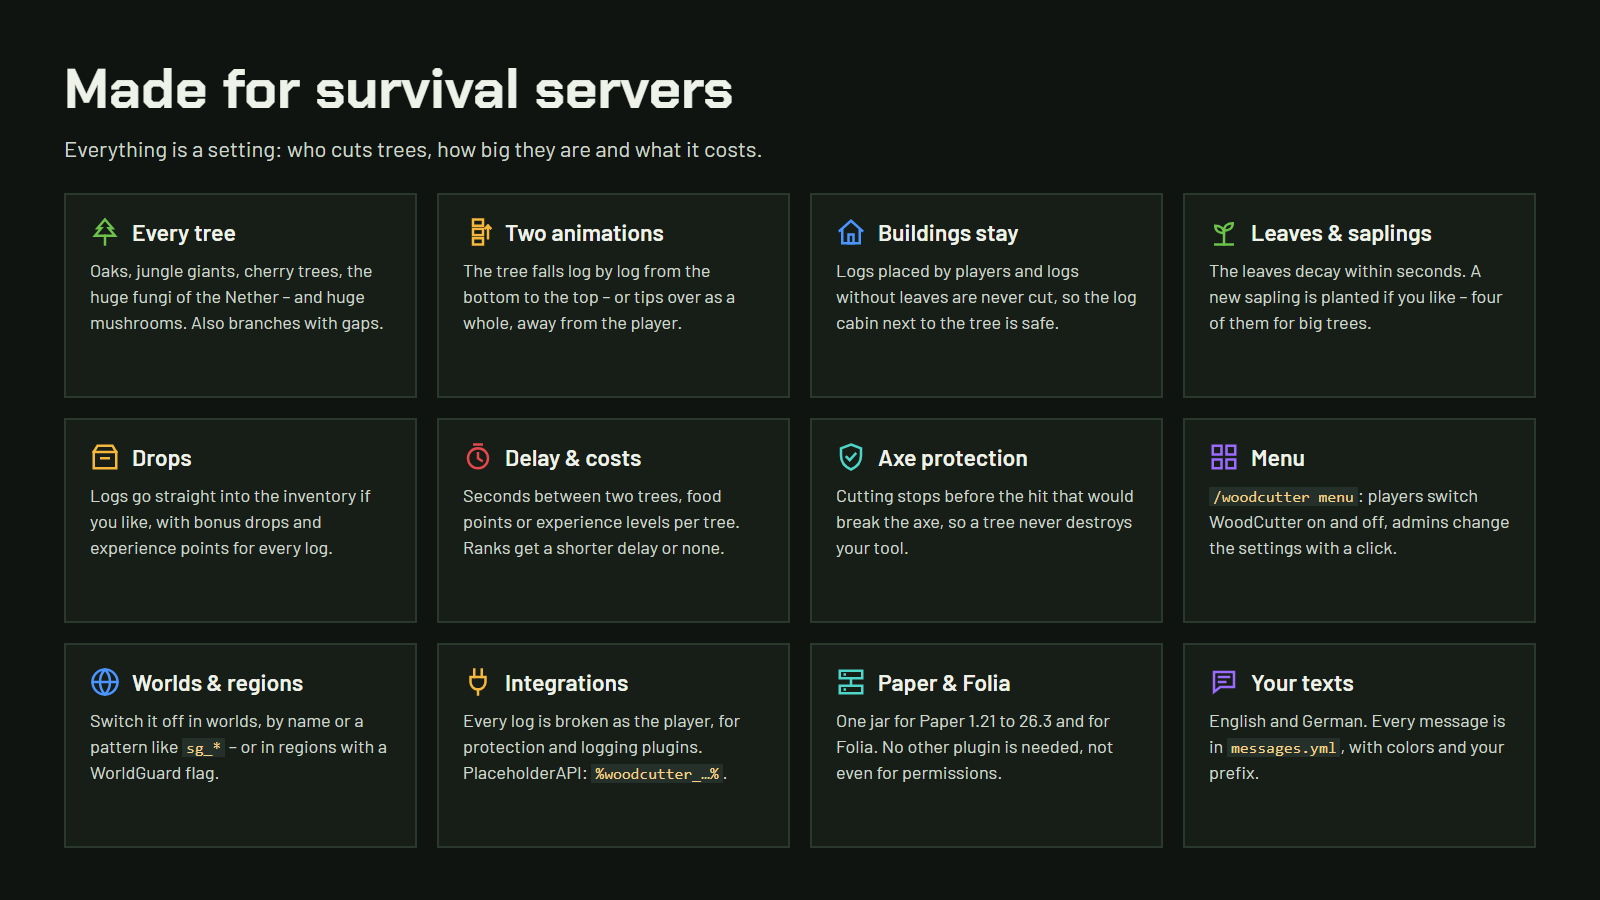 Made for survival servers
Everything is a setting: who cuts trees, how big they are and what it costs.
Every tree
Oaks, jungle giants, cherry trees, the
huge fungi of the Nether – and huge
mushrooms. Also branches with gaps.
Two animations
The tree falls log by log from the
bottom to the top – or tips over as a
whole, away from the player.
Buildings stay
Logs placed by players and logs
without leaves are never cut, so the log
cabin next to the tree is safe.
Leaves & saplings
The leaves decay within seconds. A
new sapling is planted if you like – four
of them for big trees.
Drops
Logs go straight into the inventory if
you like, with bonus drops and
experience points for every log.
Delay & costs
Seconds between two trees, food
points or experience levels per tree.
Ranks get a shorter delay or none.
Axe protection
Cutting stops before the hit that would
break the axe, so a tree never destroys
your tool.
Menu
/woodcutter menu: players switch
WoodCutter on and off, admins change
the settings with a click.
Worlds & regions
Switch it off in worlds, by name or a
pattern like sg_* – or in regions with a
WorldGuard flag.
Integrations
Every log is broken as the player, for
protection and logging plugins.
PlaceholderAPI: %woodcutter_…%.
Paper & Folia
One jar for Paper 1.21 to 26.3 and for
Folia. No other plugin is needed, not
even for permissions.
Your texts
English and German. Every message is
in messages.yml, with colors and your
prefix.